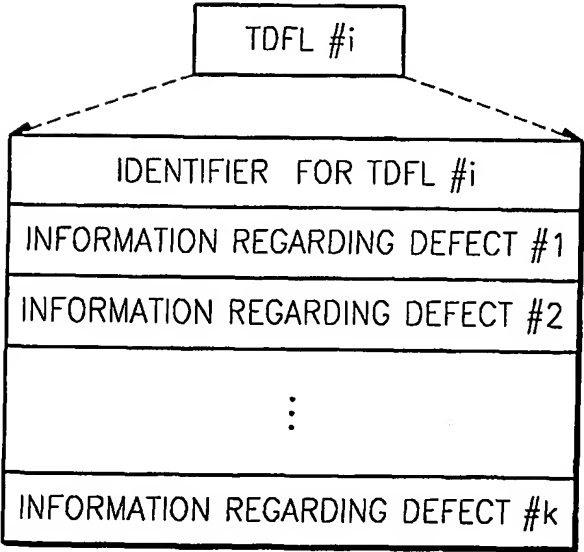 TDFL #i
IDENTIFIER FOR TDFL #i
INFORMATION REGARDING DEFECT #1
INFORMATION REGARDING DEFECT #2
⋮
INFORMATION REGARDING DEFECT #k